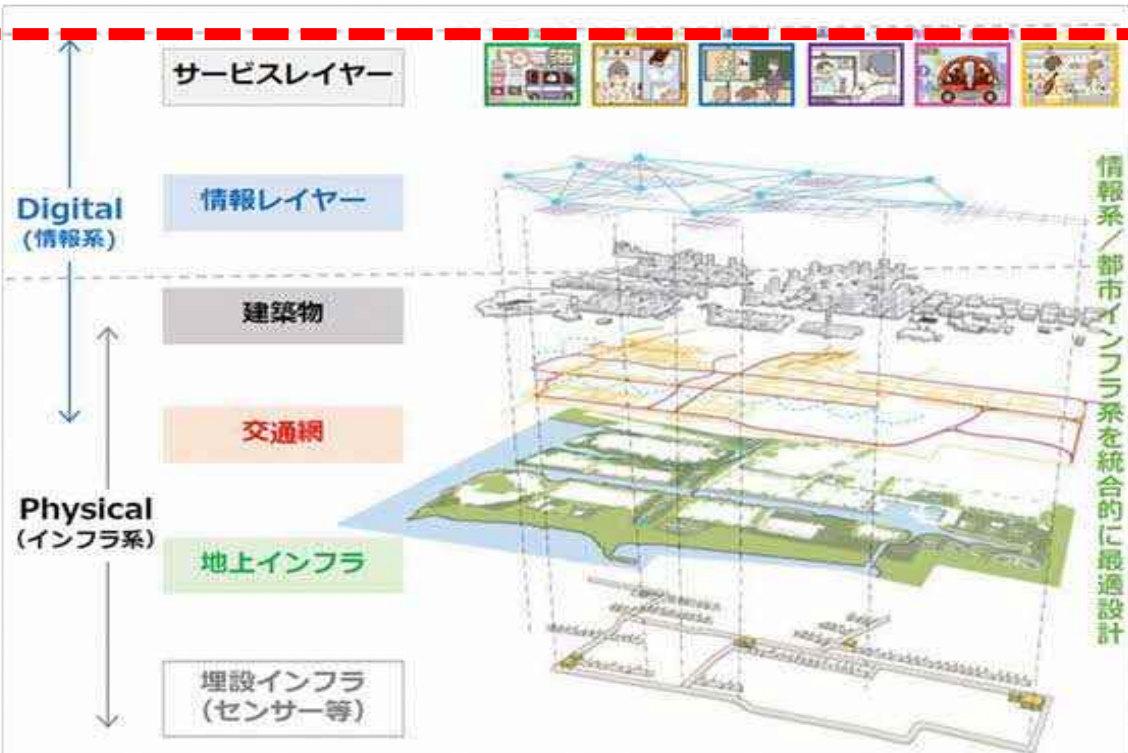 サービスレイヤー
情報レイヤー
Digital
(情報系)
建築物
交通網
Physical
(インフラ系)
地上インフラ
埋設インフラ
(センサー等)
情報系/都市インフラ系を統合的に最適設計